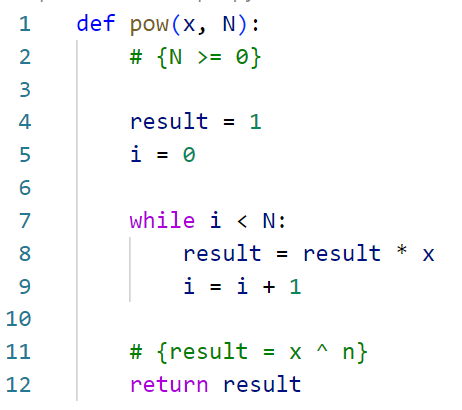 1 def pow(x, N):
2 # {N >= 0}
3
4 result = 1
5 i = 0
6
7 while i < N:
8 result = result * x
9 i = i + 1
10
11 # {result = x ^ n}
12 return result